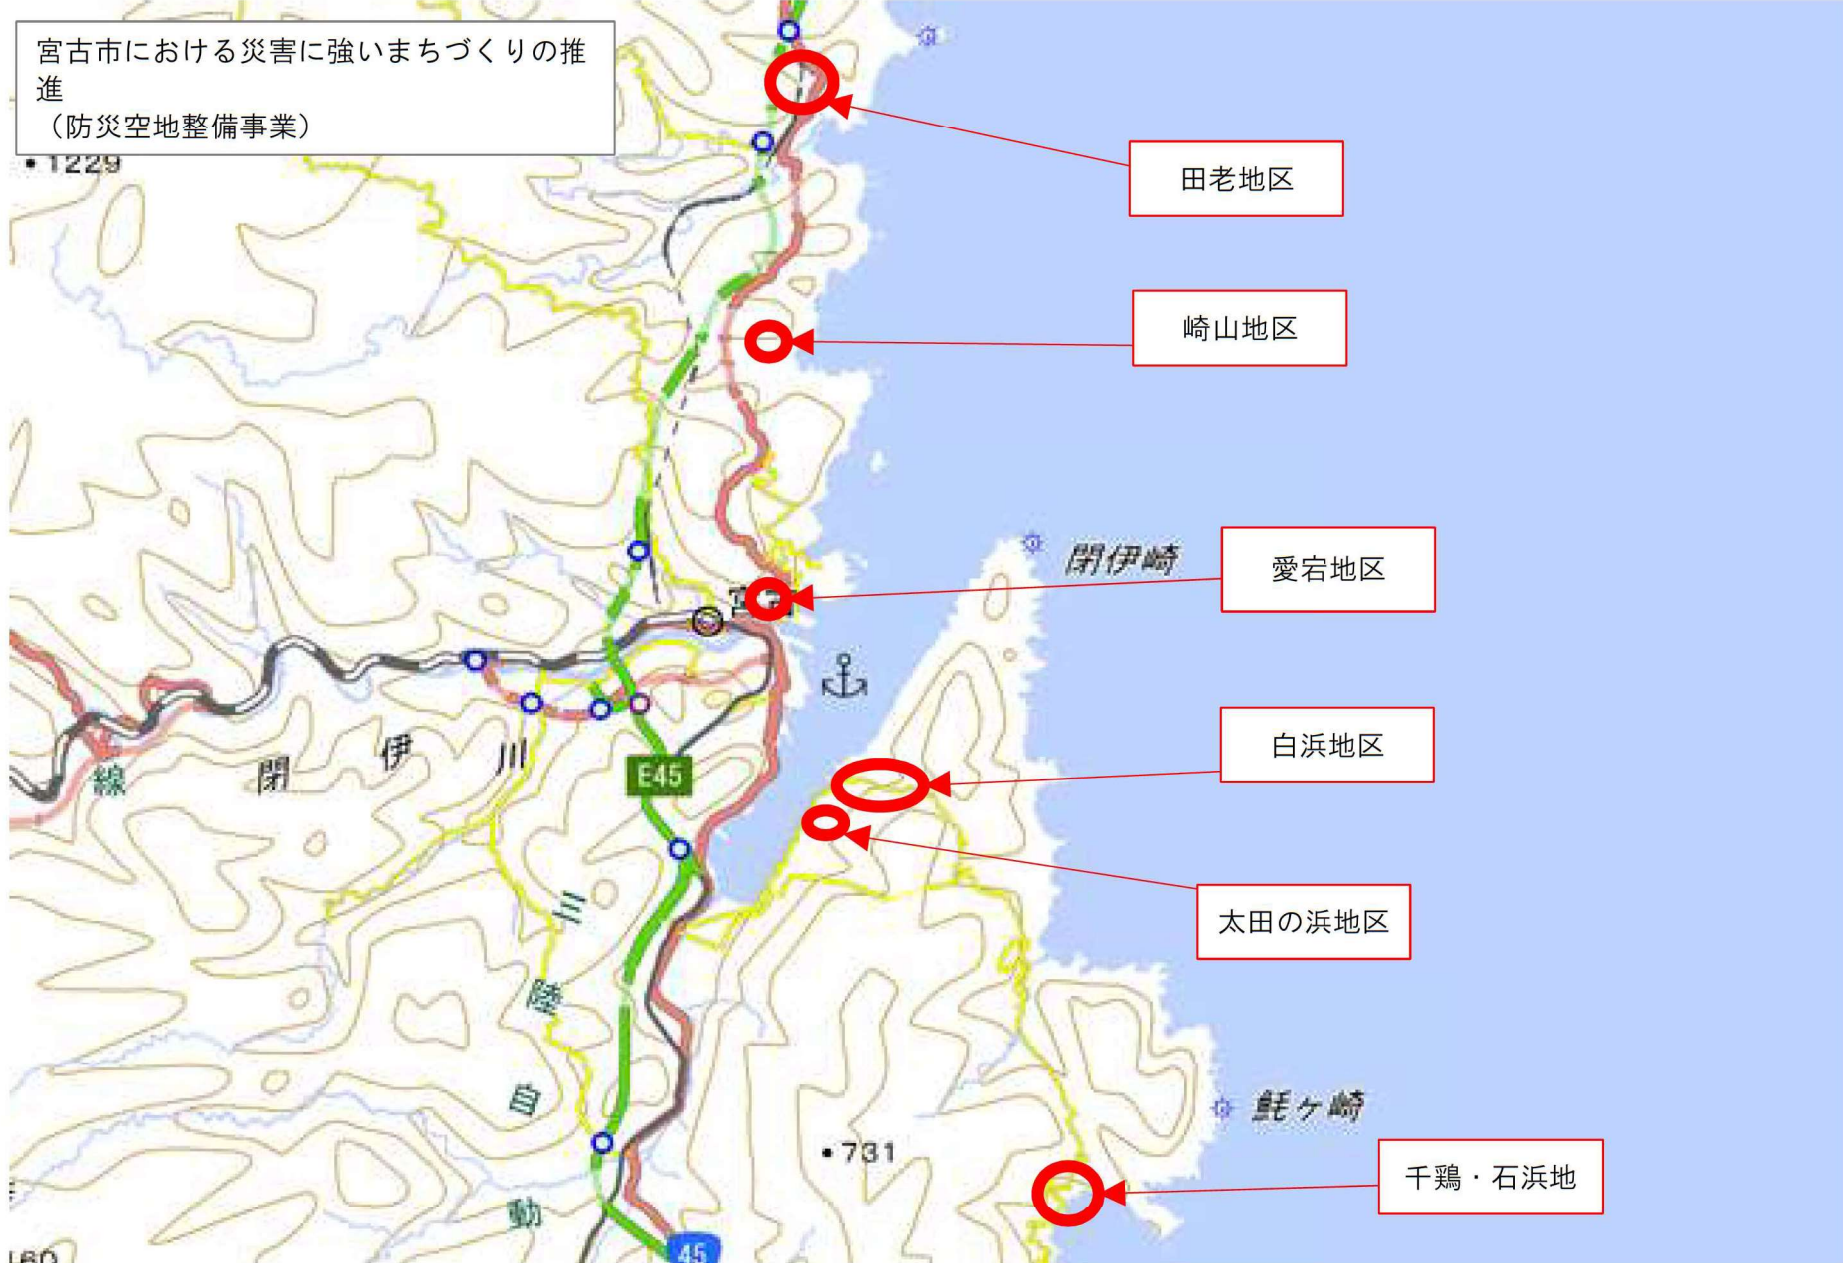 宮古市における災害に強いまちづくりの推
進
（防災空地整備事業）
・1229
田老地区
崎山地区
閉伊崎
愛宕地区
白浜地区
E45
線
閉伊川
太田の浜地区
川
陸
自
動
・731
魹ヶ崎
千鶏・石浜地
45